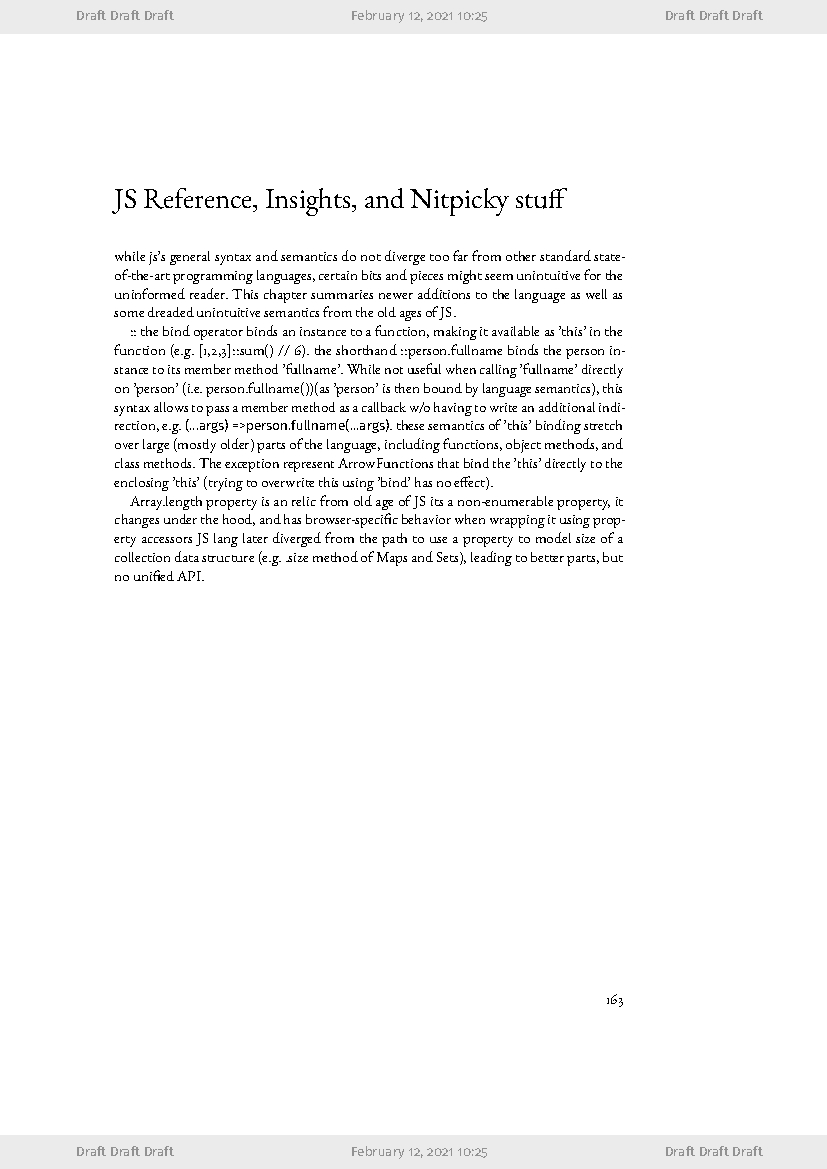 Draft Draft Draft February 12, 2021 10:25 Draft Draft Draft
JS Reference, Insights, and Nitpicky stuff
while js's general syntax and semantics do not diverge too far from other standard state-
of-the-art programming languages, certain bits and pieces might seem unintuitive for the
uninformed reader. This chapter summaries newer additions to the language as well as
some dreaded unintuitive semantics from the old ages of JS.
:: the bind operator binds an instance to a function, making it available as 'this' in the
function (e.g. [1,2,3]::sum() // 6). the shorthand ::person.fullname binds the person in-
stance to its member method 'fullname'. While not useful when calling 'fullname' directly
on 'person' (i.e. person.fullname())(as 'person' is then bound by language semantics), this
syntax allows to pass a member method as a callback w/o having to write an additional indi-
rection, e.g. (...args) =>person.fullname(...args). these semantics of 'this' binding stretch
over large (mostly older) parts of the language, including functions, object methods, and
class methods. The exception represent ArrowFunctions that bind the 'this' directly to the
enclosing 'this' (trying to overwrite this using 'bind' has no effect).
Array.length property is an relic from old age of JS its a non-enumerable property, it
changes under the hood, and has browser-specific behavior when wrapping it using prop-
erty accessors JS lang later diverged from the path to use a property to model size of a
collection data structure (e.g. .size method of Maps and Sets), leading to better parts, but
no unified API.
163
Draft Draft Draft February 12, 2021 10:25 Draft Draft Draft